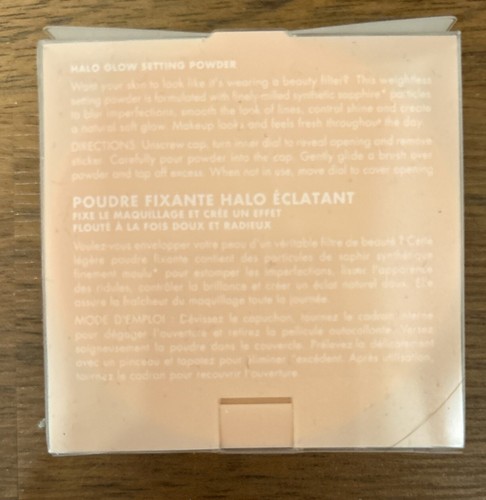 HALO GLOW SETTING POWDER
Want your skin to look like it's wearing a beauty filter? This weightless
setting powder is formulated with finely milled synthetic sapphire* particles
to blur imperfections, smooth the look of lines, control shine and create
a natural soft glow. Makeup looks and feels fresh throughout the day.
DIRECTIONS: Unscrew cap, turn inner dial to reveal opening and remove
sticker. Carefully pour powder into the cap. Gently glide a brush over
powder and tap off excess. When not in use, move dial to cover opening
POUDRE FIXANTE HALO ÉCLATANT
FIXE LE MAQUILLAGE ET CRÉE UN EFFET
FLOUTÉ À LA FOIS DOUX ET RADIEUX
Voulez-vous envelopper votre peau d'un véritable filtre de beauté ? Cette
légère poudre fixante contient des particules de saphir synthétique
finement moulu* pour estomper les imperfections, lisser l'apparence
des ridules, contrôler la brillance et créer un éclat naturel doux. Elle
assure la fraîcheur du maquillage toute la journée.
MODE D'EMPLOI : Dévissez le capuchon, tournez le cadran interne
pour dégager l'ouverture et retirez la pellicule autocollante. Versez
soigneusement la poudre dans le couvercle. Prélevez-la délicatement
avec un pinceau et tapotez pour éliminer l'excédent. Après utilisation,
tournez le cadran pour recouvrir l'ouverture.